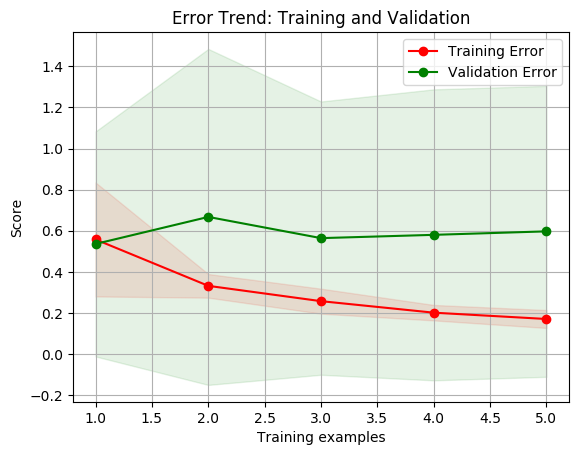 Error Trend: Training and Validation
Training Error
Validation Error
Score
1.4
1.2
1.0
0.8
0.6
0.4
0.2
0.0
−0.2
1.0 1.5 2.0 2.5 3.0 3.5 4.0 4.5 5.0
Training examples